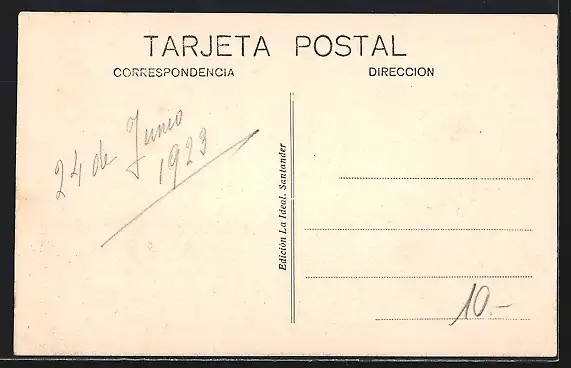 TARJETA POSTAL
CORRESPONDENCIA
DIRECCION
24 de Junio
1923
Edición La Ideal. Santander
10.-